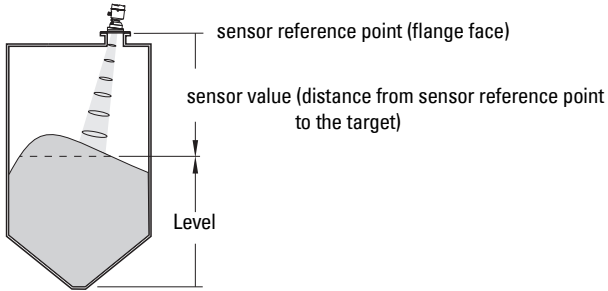 sensor reference point (flange face)
sensor value (distance from sensor reference point
to the target)
Level